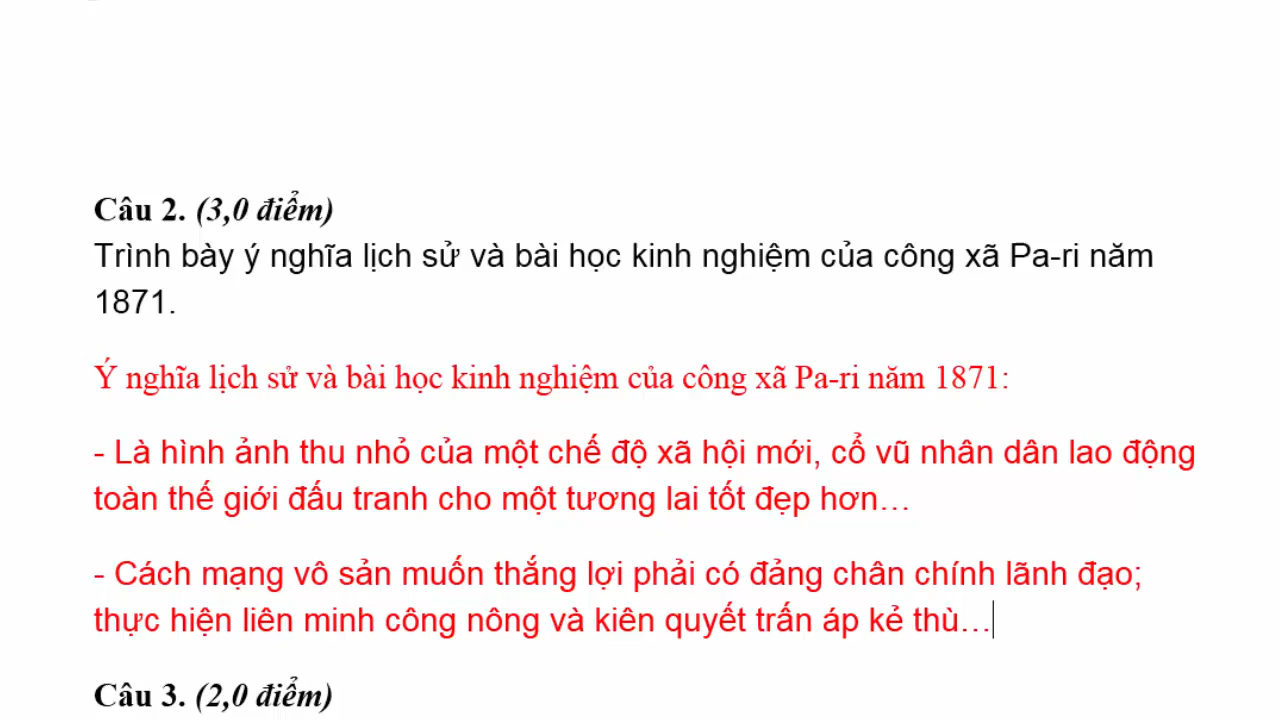 Câu 2. (3,0 điểm)
Trình bày ý nghĩa lịch sử và bài học kinh nghiệm của công xã Pa-ri năm
1871.
Ý nghĩa lịch sử và bài học kinh nghiệm của công xã Pa-ri năm 1871:
- Là hình ảnh thu nhỏ của một chế độ xã hội mới, cổ vũ nhân dân lao động
toàn thế giới đấu tranh cho một tương lai tốt đẹp hơn…
- Cách mạng vô sản muốn thắng lợi phải có đảng chân chính lãnh đạo;
thực hiện liên minh công nông và kiên quyết trấn áp kẻ thù…
Câu 3. (2,0 điểm)